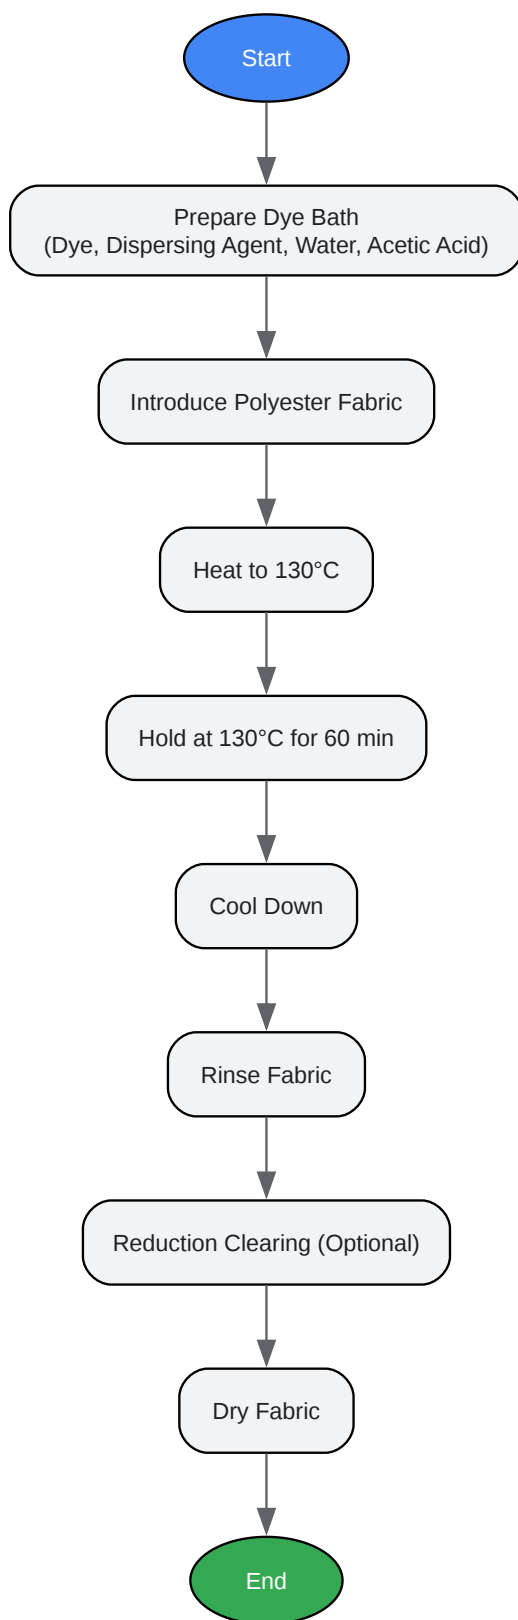 Start
Prepare Dye Bath
(Dye, Dispersing Agent, Water, Acetic Acid)
Introduce Polyester Fabric
Heat to 130°C
Hold at 130°C for 60 min
Cool Down
Rinse Fabric
Reduction Clearing (Optional)
Dry Fabric
End